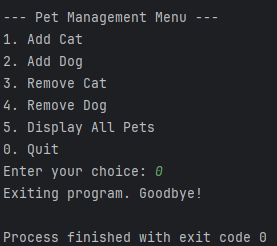 --- Pet Management Menu ---
1. Add Cat
2. Add Dog
3. Remove Cat
4. Remove Dog
5. Display All Pets
0. Quit
Enter your choice: 0
Exiting program. Goodbye!
Process finished with exit code 0